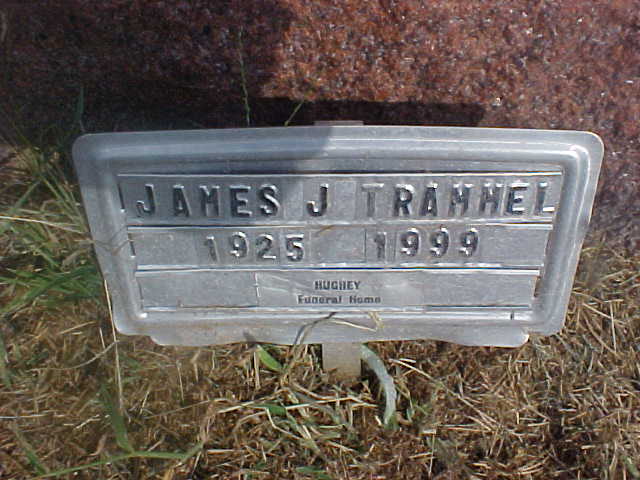 JAMES J TRAMMEL
1925 1999
HUGHEY
Funeral Home